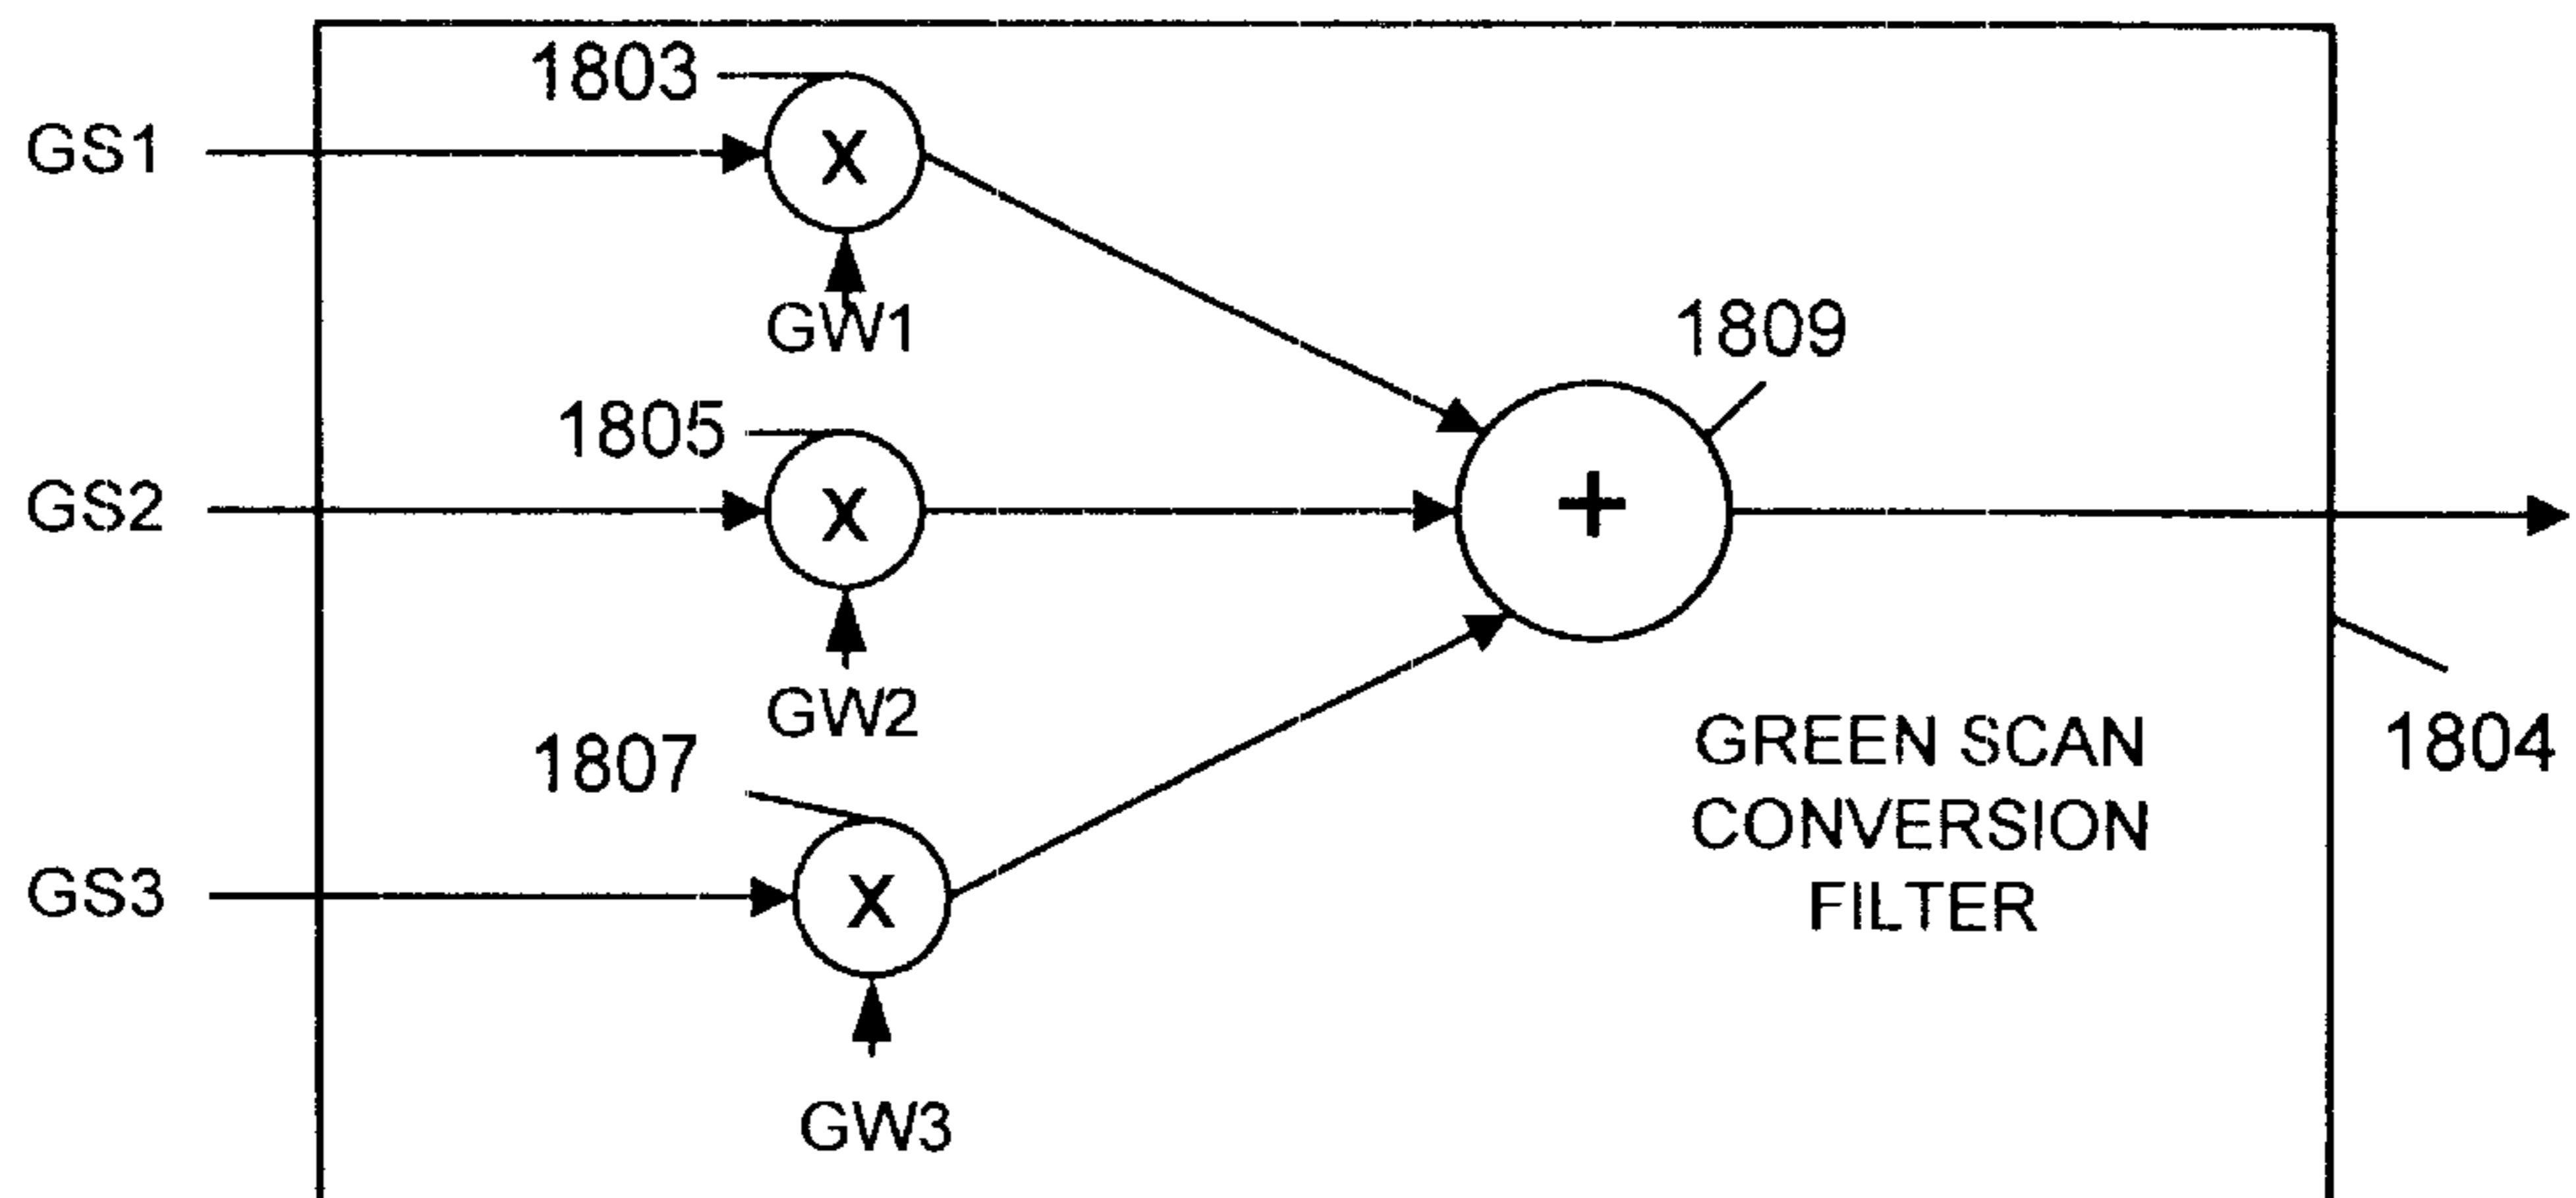 1803
GS1
GW1
1809
1805
GS2
GW2
1807
GREEN SCAN
CONVERSION
FILTER
1804
GS3
GW3